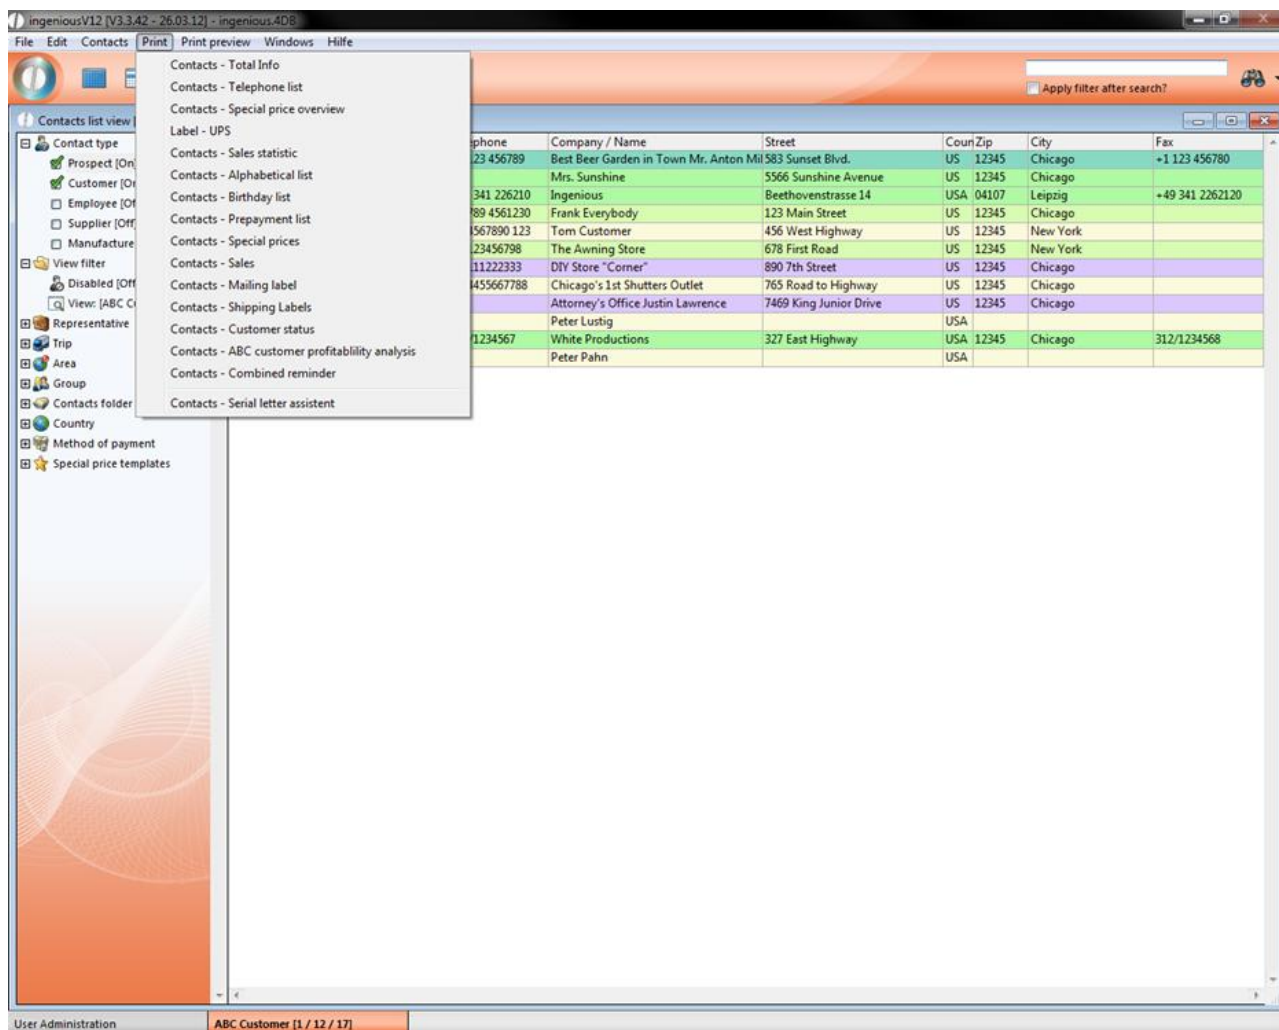 ingeniousV12 [V3.3.42 - 26.03.12] - ingenious.4DB
File Edit Contacts Print Print preview Windows Hilfe
Apply filter after search?
Contacts - Total Info
Contacts - Telephone list
Contacts - Special price overview
Label - UPS
Contacts - Sales statistic
Contacts - Alphabetical list
Contacts - Birthday list
Contacts - Prepayment list
Contacts - Special prices
Contacts - Sales
Contacts - Mailing label
Contacts - Shipping Labels
Contacts - Customer status
Contacts - ABC customer profitablility analysis
Contacts - Combined reminder
Contacts - Serial letter assistent
Contacts list view [
Contact type
Prospect [On]
Customer [On
Employee [Of
Supplier [Off]
Manufacture
View filter
Disabled [Off
View: [ABC Cu
Representative
Trip
Area
Group
Contacts folder
Country
Method of payment
Special price templates
phone Company / Name Street Coun Zip City Fax
23 456789 Best Beer Garden in Town Mr. Anton Mil 583 Sunset Blvd. US 12345 Chicago +1 123 456780
Mrs. Sunshine 5566 Sunshine Avenue US 12345 Chicago
341 226210 Ingenious Beethovenstrasse 14 USA 04107 Leipzig +49 341 2262120
789 4561230 Frank Everybody 123 Main Street US 12345 Chicago
4567890 123 Tom Customer 456 West Highway US 12345 New York
123456798 The Awning Store 678 First Road US 12345 New York
111222333 DIY Store "Corner" 890 7th Street US 12345 Chicago
4455667788 Chicago's 1st Shutters Outlet 765 Road to Highway US 12345 Chicago
Attorney's Office Justin Lawrence 7469 King Junior Drive US 12345 Chicago
Peter Lustig USA
/1234567 White Productions 327 East Highway USA 12345 Chicago 312/1234568
Peter Pahn USA
User Administration ABC Customer [1 / 12 / 17]